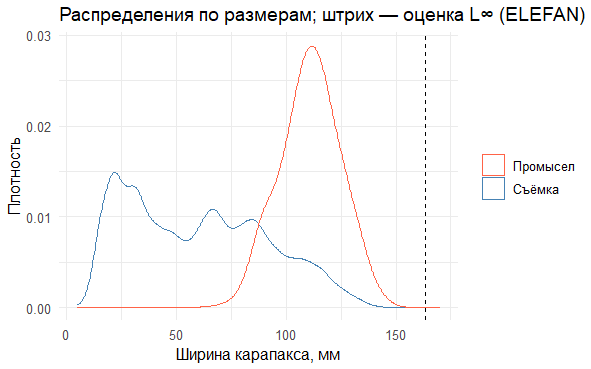 Распределения по размерам; штрих — оценка L∞ (ELEFAN)
0.03
0.02
0.01
0.00
Плотность
0
50
100
150
Ширина карапакса, мм
Промысел
Съёмка